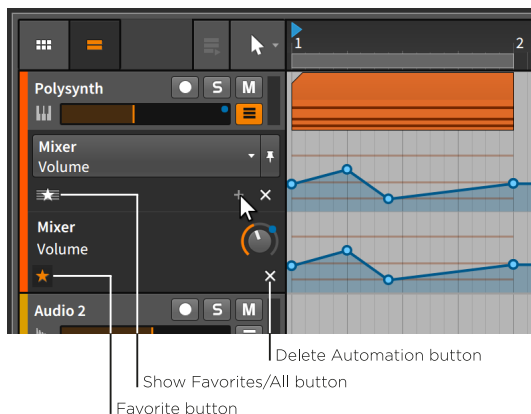 1
2
Polysynth
S
M
Mixer
Volume
Mixer
Volume
Audio 2
S
M
Delete Automation button
Show Favorites/All button
Favorite button